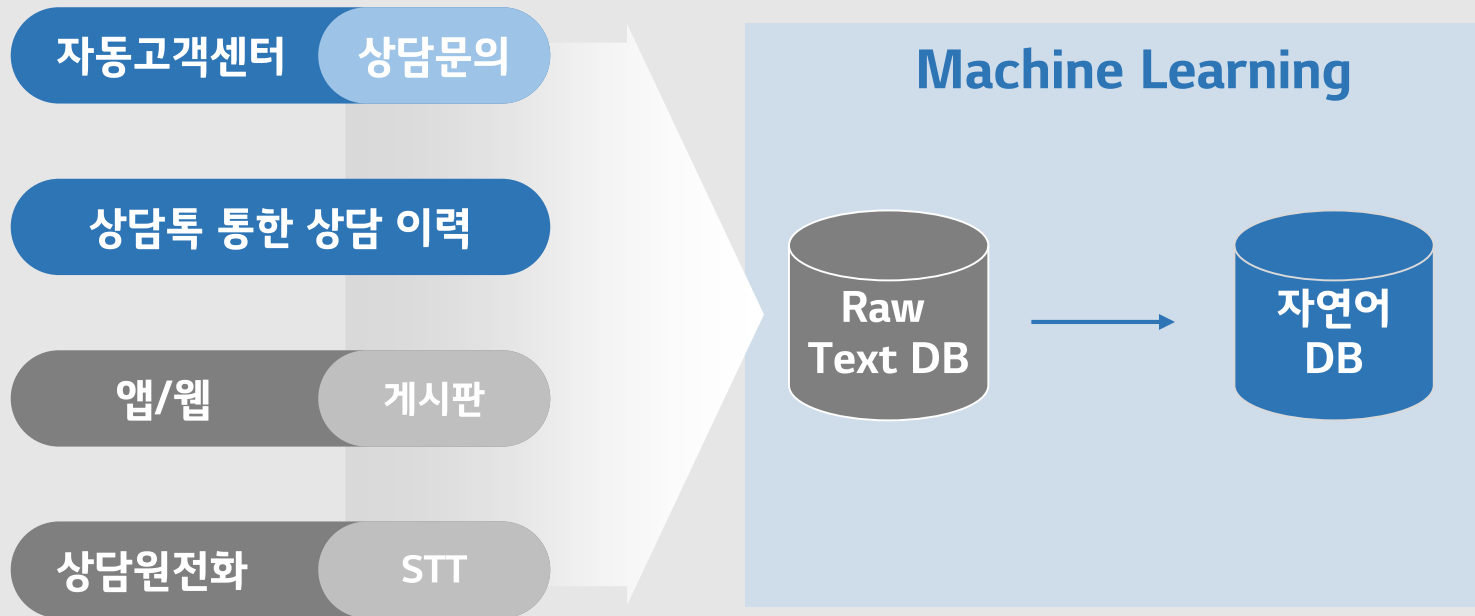 자동고객센터
상담문의
상담톡 통한 상담 이력
앱/웹
게시판
상담원전화
STT
Machine Learning
Raw
Text DB
자연어
DB